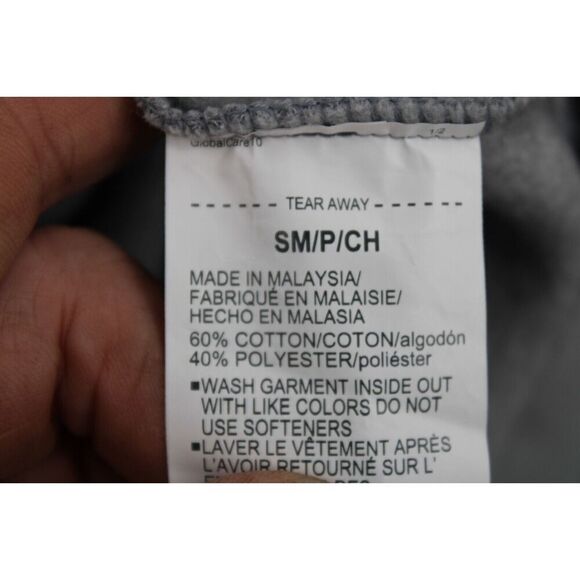 GlobalCare10
12
- - - - - - - TEAR AWAY - - - - - - -
SM/P/CH
MADE IN MALAYSIA/
FABRIQUÉ EN MALAISIE/
HECHO EN MALASIA
60% COTTON/COTON/algodón
40% POLYESTER/poliéster
■WASH GARMENT INSIDE OUT
WITH LIKE COLORS DO NOT
USE SOFTENERS
■LAVER LE VÊTEMENT APRÈS
L'AVOIR RETOURNÉ SUR L'